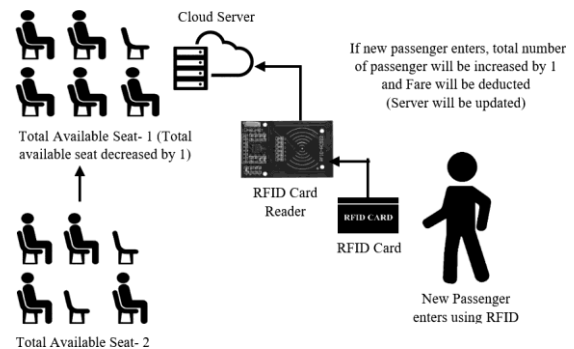 Cloud Server
If new passenger enters, total number
of passenger will be increased by 1
and Fare will be deducted
(Server will be updated)
Total Available Seat- 1 (Total
available seat decreased by 1)
RFID Card
Reader
RFID CARD
RFID Card
New Passenger
enters using RFID
Total Available Seat- 2